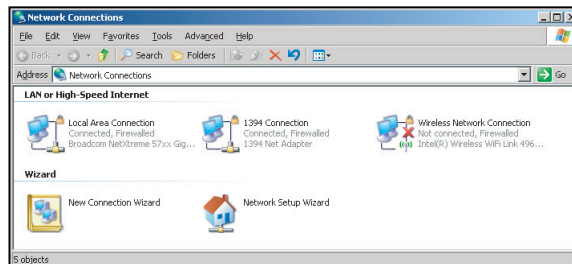 Network Connections
File Edit View Favorites Tools Advanced Help
Back Search Folders
Address Network Connections Go
LAN or High-Speed Internet
Local Area Connection
Connected, Firewalled
Broadcom NetXtreme 57xx Gig...
1394 Connection
Connected, Firewalled
1394 Net Adapter
Wireless Network Connection
Not connected, Firewalled
Intel(R) Wireless WiFi Link 496...
Wizard
New Connection Wizard
Network Setup Wizard
5 objects